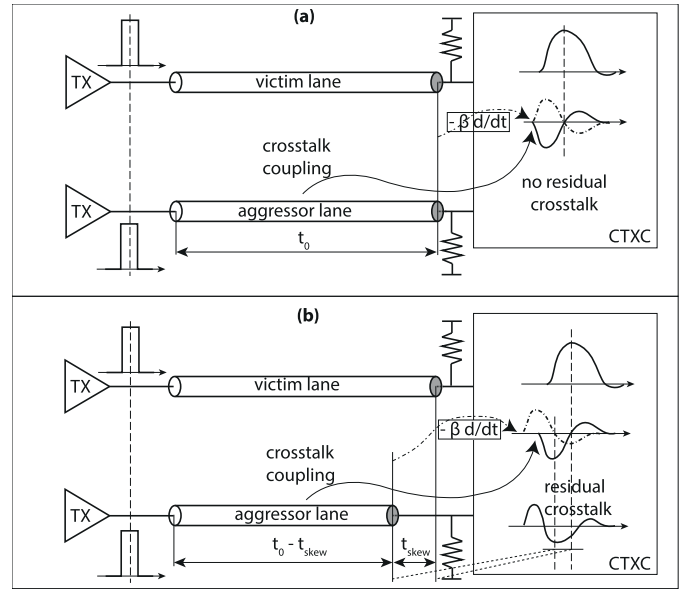 (a)
TX
victim lane
- β d/dt
crosstalk
coupling
no residual
crosstalk
TX
aggressor lane
t0
CTXC
(b)
TX
victim lane
- β d/dt
crosstalk
coupling
residual
crosstalk
TX
aggressor lane
t0 - tskew
tskew
CTXC